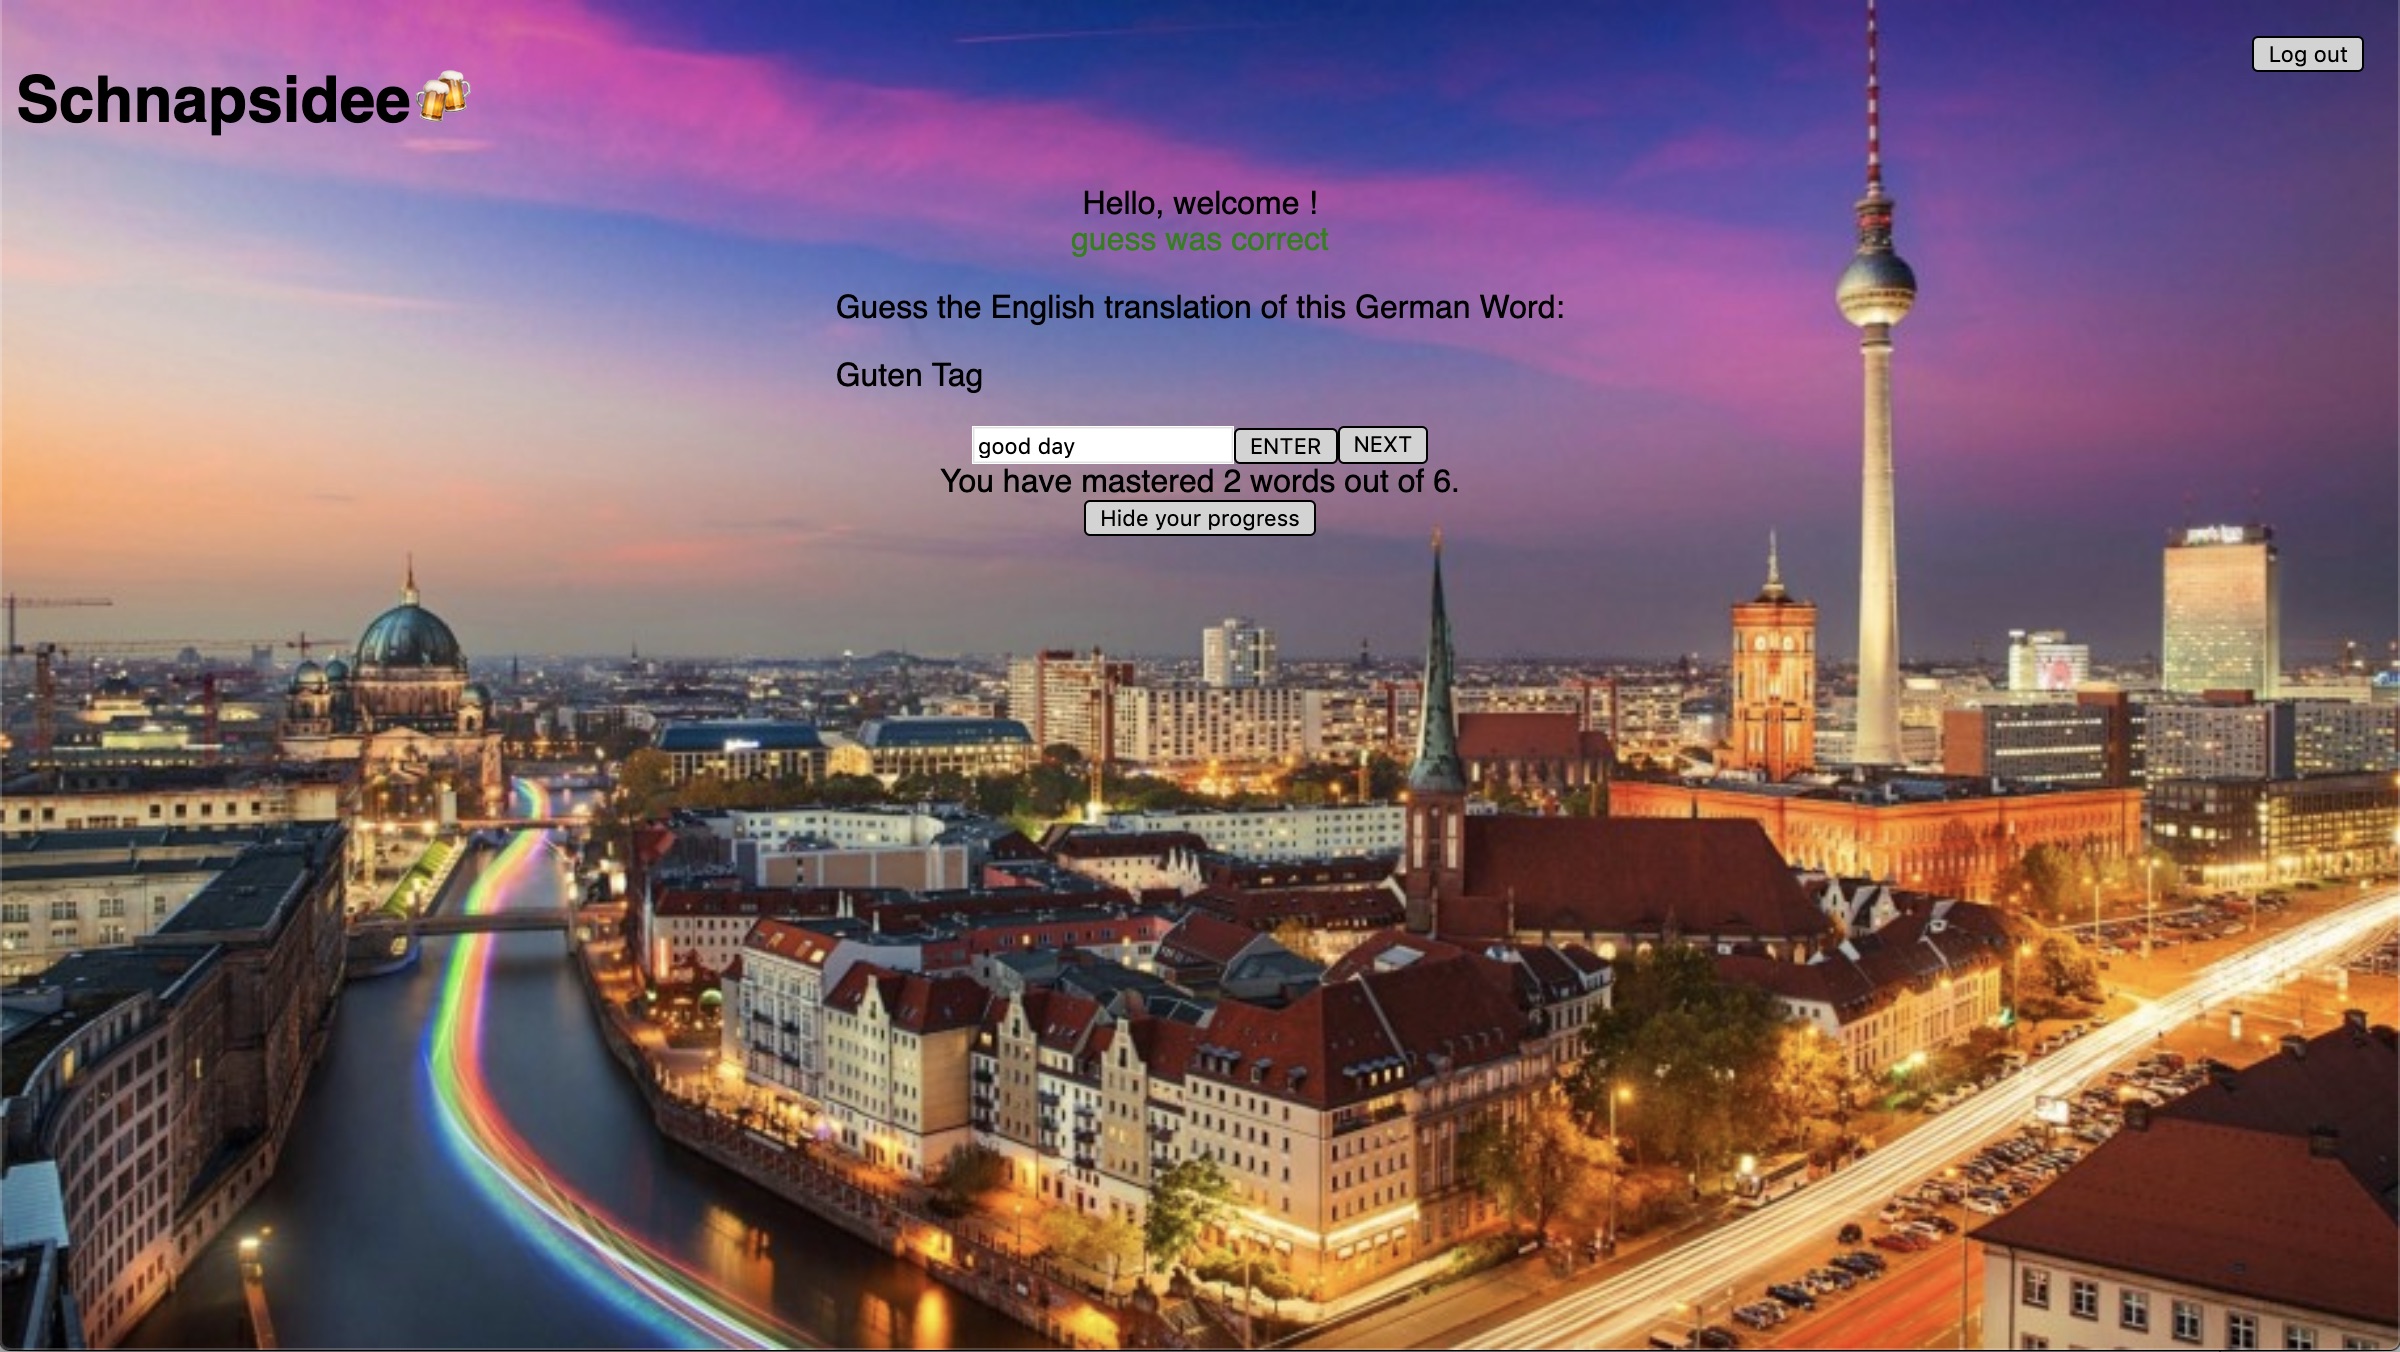 Log out
Schnapsidee🍻
Hello, welcome !
guess was correct
Guess the English translation of this German Word:
Guten Tag
good day ENTER NEXT
You have mastered 2 words out of 6.
Hide your progress